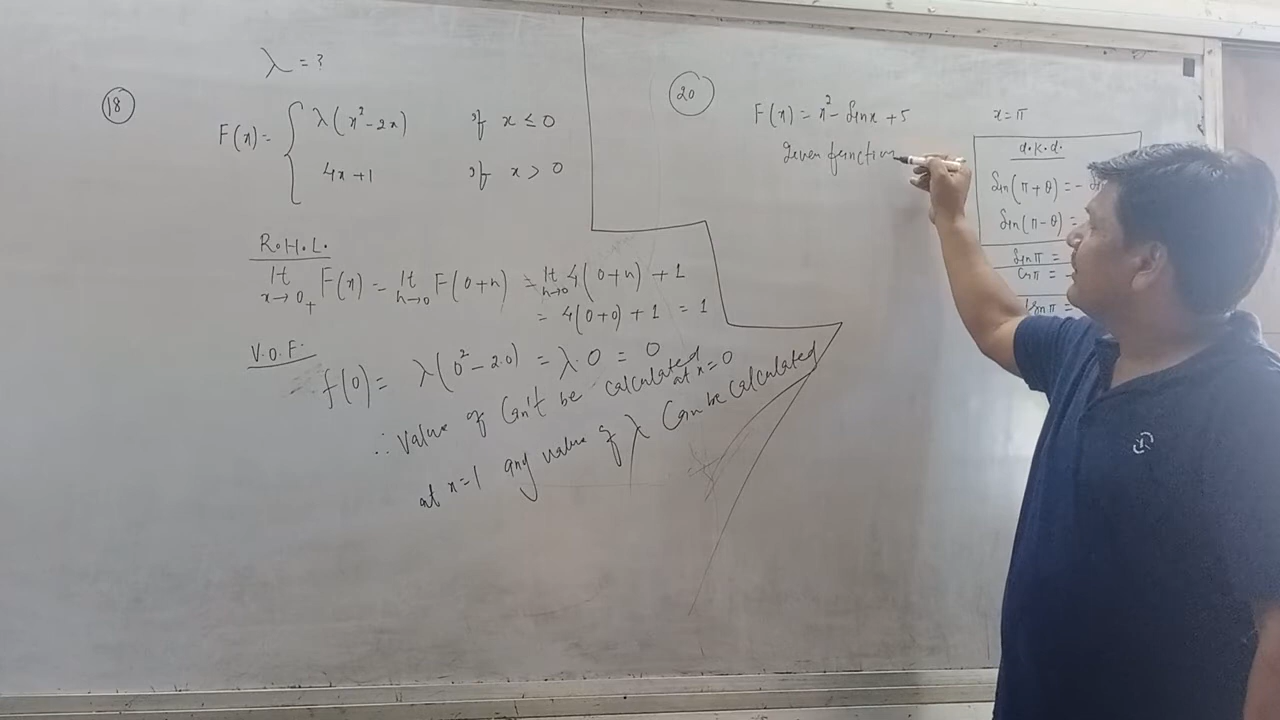 λ = ?
(18)
F(x) = { λ(x² - 2x) if x ≤ 0
4x + 1 if x > 0
R.H.L.
lt x→0+ F(x) = lt h→0 F(0+h) = lt h→0 4(0+h) + 1
= 4(0+0) + 1 = 1
V.O.F.
f(0) = λ(0² - 2.0) = λ.0 = 0
∴ value of can't be calculated at x=0
at x=1 any value of λ can be calculated
(20)
F(x) = x² - sinx + 5 x = π
Given function
d.k.d.
sin(π + θ) = -
sin(π - θ) =
sin π =
cos π = -
π =